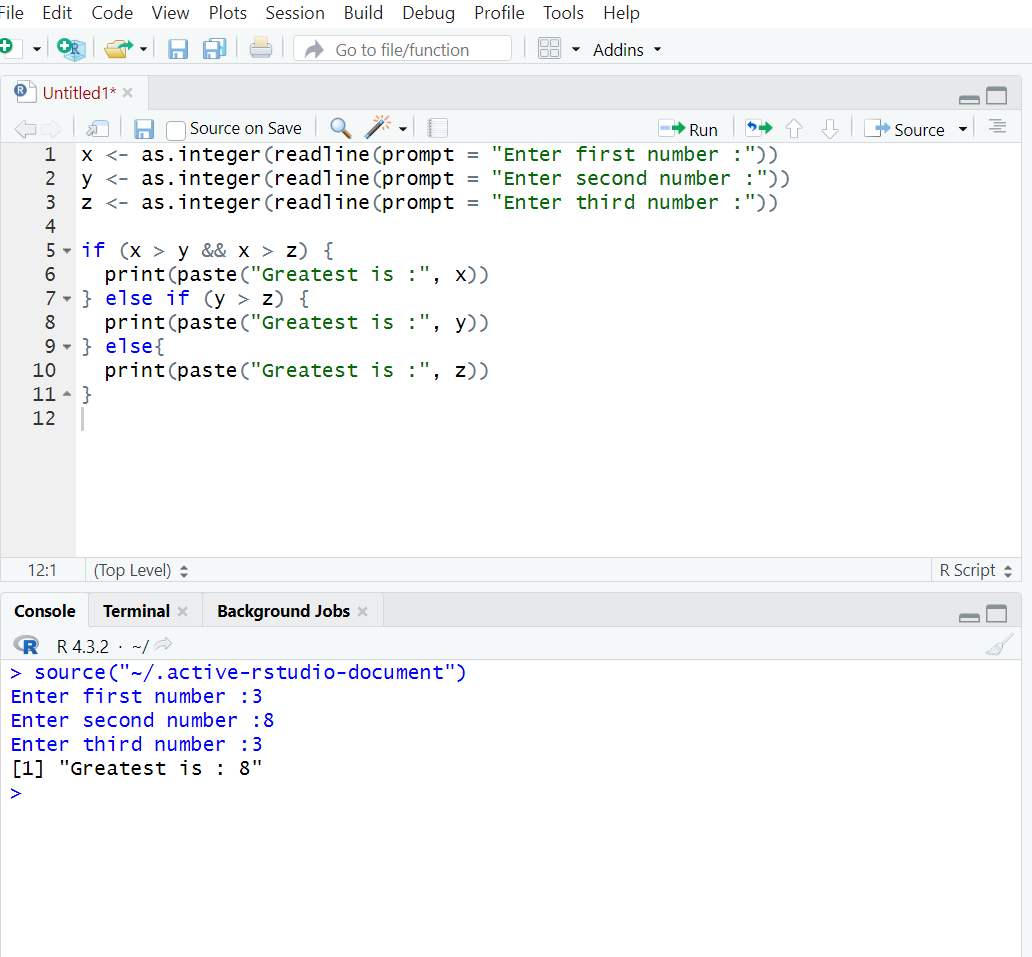 File Edit Code View Plots Session Build Debug Profile Tools Help
Go to file/function Addins
Untitled1*
Source on Save Run Source
1 x <- as.integer(readline(prompt = "Enter first number :"))
2 y <- as.integer(readline(prompt = "Enter second number :"))
3 z <- as.integer(readline(prompt = "Enter third number :"))
4
5 if (x > y && x > z) {
6   print(paste("Greatest is :", x))
7 } else if (y > z) {
8   print(paste("Greatest is :", y))
9 } else{
10   print(paste("Greatest is :", z))
11 }
12
12:1 (Top Level) R Script
Console Terminal Background Jobs
R R 4.3.2 · ~/
> source("~/.active-rstudio-document")
Enter first number :3
Enter second number :8
Enter third number :3
[1] "Greatest is : 8"
>